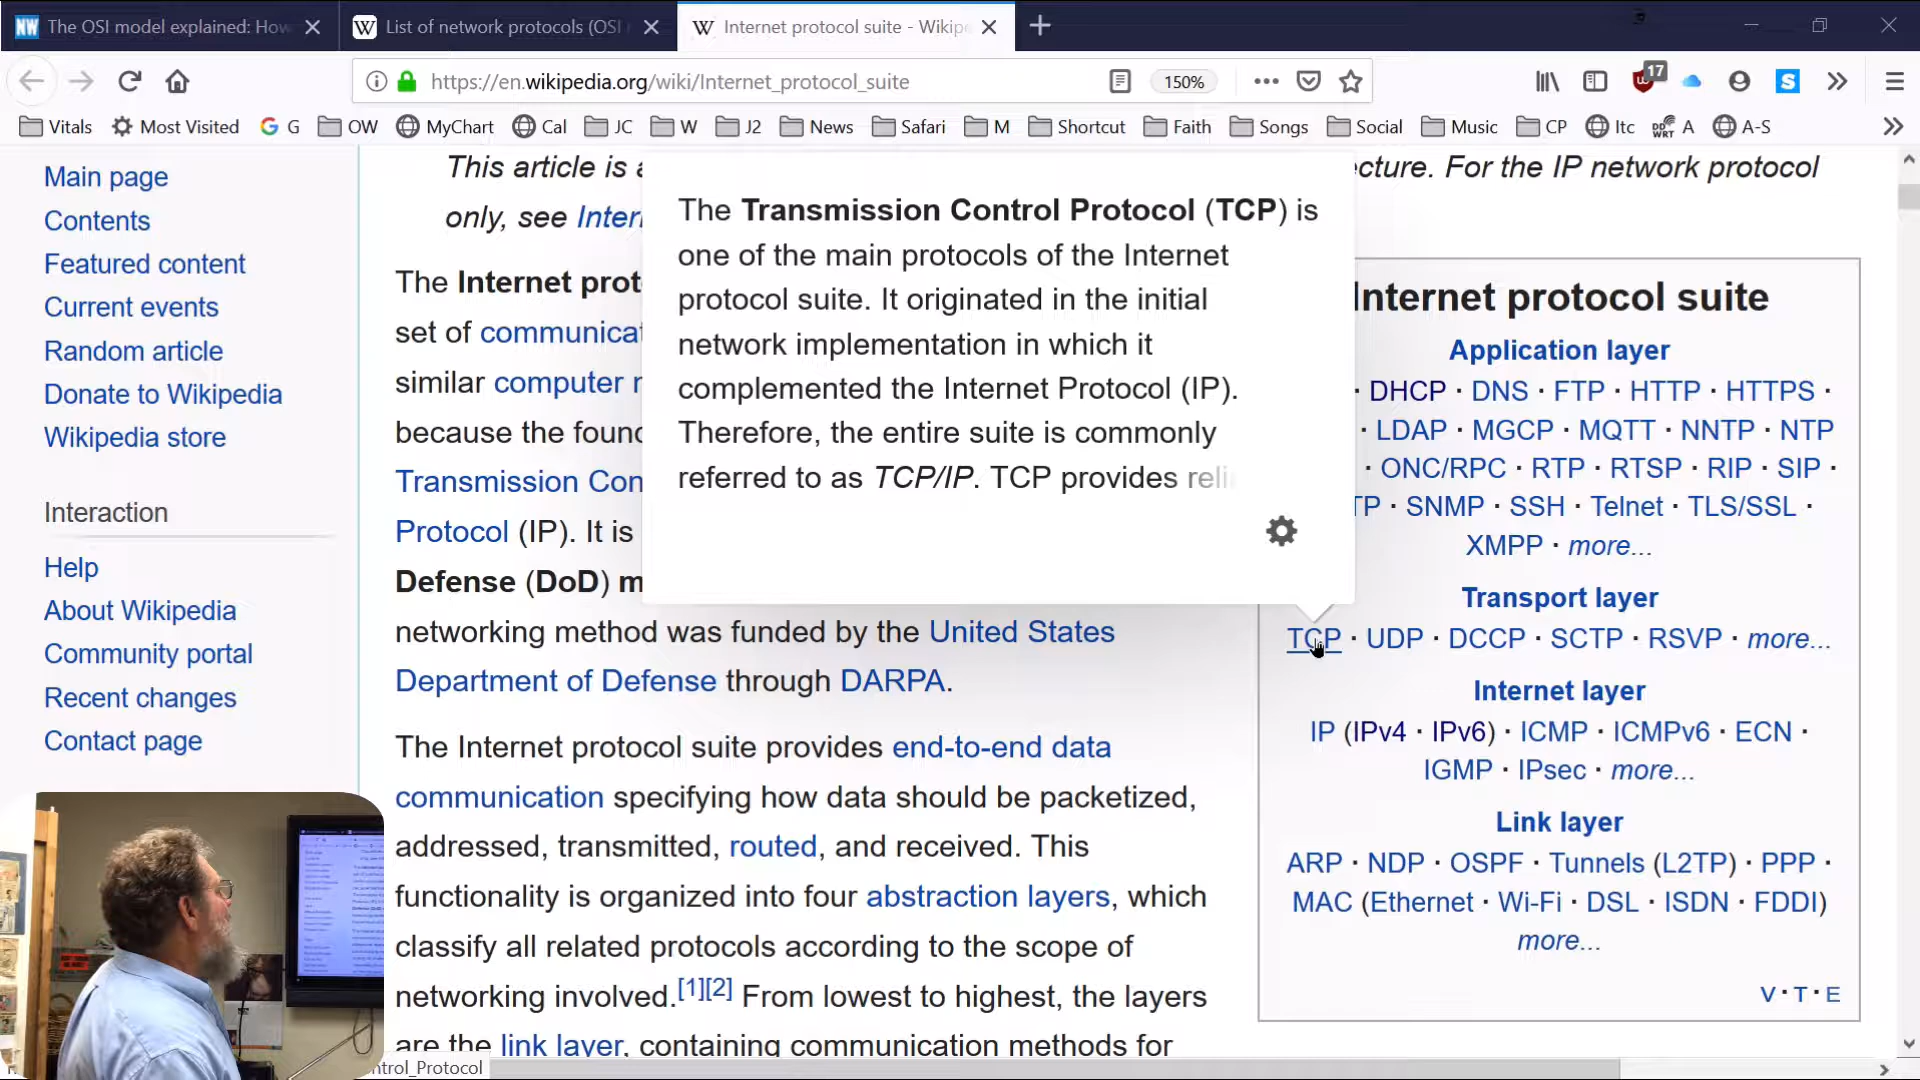 The OSI model explained: How
List of network protocols (OSI
Internet protocol suite - Wikipe
https://en.wikipedia.org/wiki/Internet_protocol_suite
150%
17
Vitals
Most Visited
G
OW
MyChart
Cal
JC
W
J2
News
Safari
M
Shortcut
Faith
Songs
Social
Music
CP
Itc
A
A-S
Main page
Contents
Featured content
Current events
Random article
Donate to Wikipedia
Wikipedia store
Interaction
Help
About Wikipedia
Community portal
Recent changes
Contact page
This article is a
cture. For the IP network protocol
only, see Inter
The Internet prot
set of communicat
similar computer n
because the found
Transmission Con
Protocol (IP). It is
Defense (DoD) m
networking method was funded by the United States
Department of Defense through DARPA.
The Internet protocol suite provides end-to-end data
communication specifying how data should be packetized,
addressed, transmitted, routed, and received. This
functionality is organized into four abstraction layers, which
classify all related protocols according to the scope of
networking involved.[1][2] From lowest to highest, the layers
are the link layer, containing communication methods for
The Transmission Control Protocol (TCP) is
one of the main protocols of the Internet
protocol suite. It originated in the initial
network implementation in which it
complemented the Internet Protocol (IP).
Therefore, the entire suite is commonly
referred to as TCP/IP. TCP provides reli
Internet protocol suite
Application layer
· DHCP · DNS · FTP · HTTP · HTTPS ·
· LDAP · MGCP · MQTT · NNTP · NTP
· ONC/RPC · RTP · RTSP · RIP · SIP ·
TP · SNMP · SSH · Telnet · TLS/SSL ·
XMPP · more...
Transport layer
TCP · UDP · DCCP · SCTP · RSVP · more...
Internet layer
IP (IPv4 · IPv6) · ICMP · ICMPv6 · ECN ·
IGMP · IPsec · more...
Link layer
ARP · NDP · OSPF · Tunnels (L2TP) · PPP ·
MAC (Ethernet · Wi-Fi · DSL · ISDN · FDDI)
more...
V · T · E
ntrol_Protocol